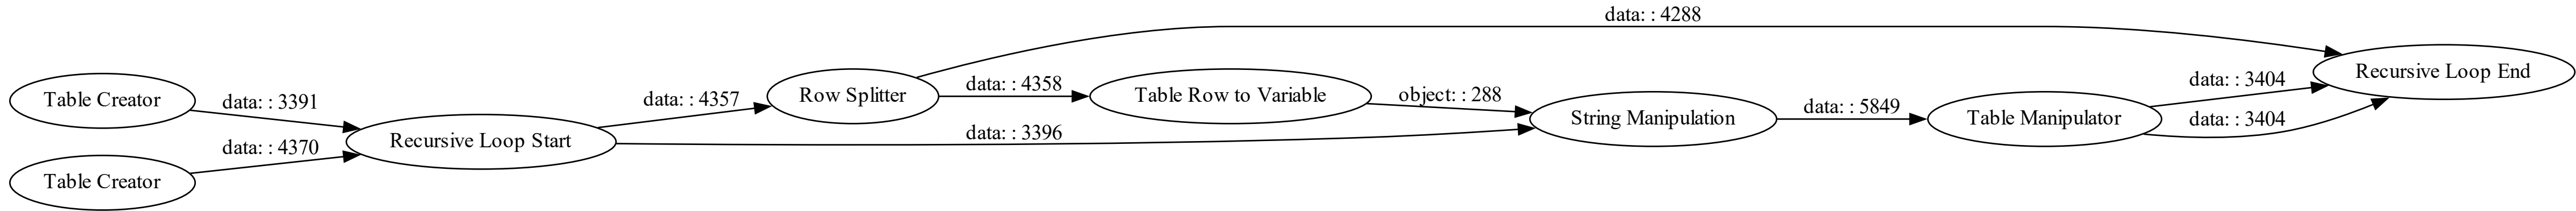 data: : 4288
Table Creator
data: : 3391
Table Creator
data: : 4370
Recursive Loop Start
data: : 4357
Row Splitter
data: : 4358
Table Row to Variable
data: : 3396
object: : 288
String Manipulation
data: : 5849
Table Manipulator
data: : 3404
data: : 3404
Recursive Loop End